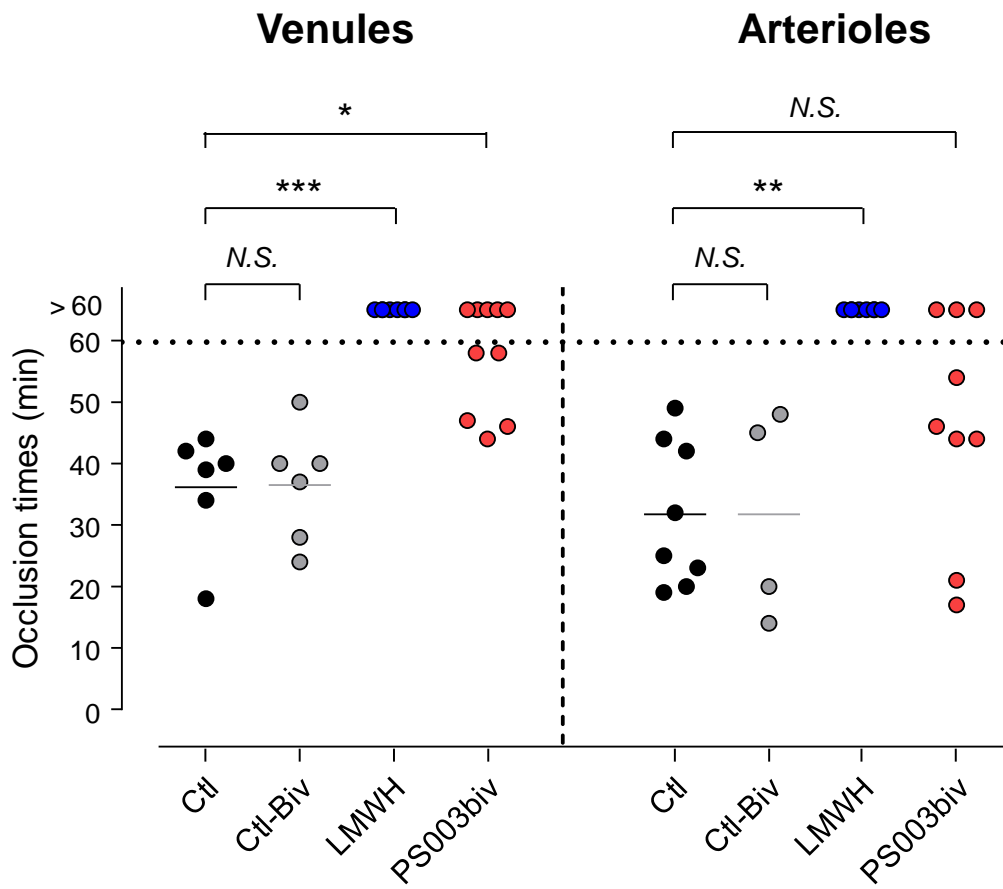 Venules Arterioles
* N.S.
*** **
N.S. N.S.
> 60
60
50
40
30
20
10
0
Occlusion times (min)
Ctl Ctl-Biv LMWH PS003biv Ctl Ctl-Biv LMWH PS003biv